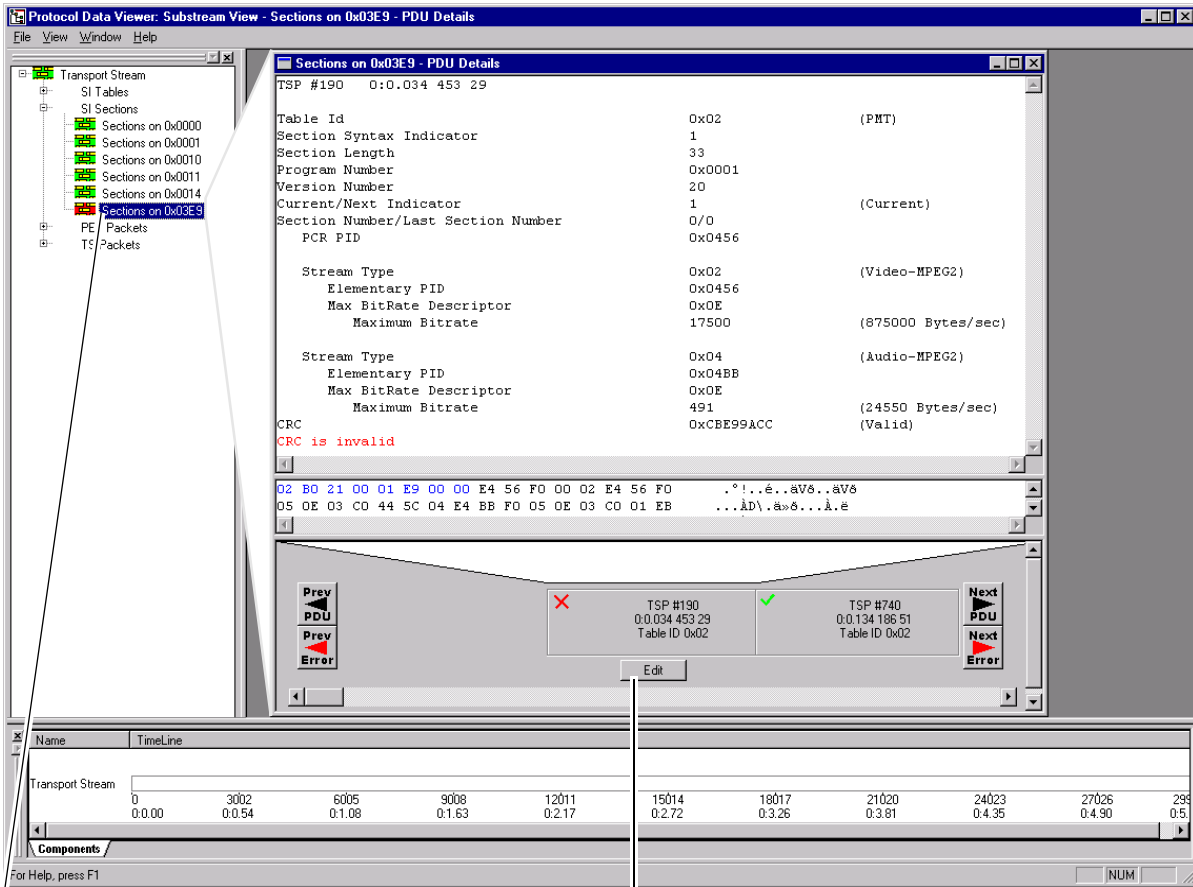 Protocol Data Viewer: Substream View - Sections on 0x03E9 - PDU Details
File View Window Help
Transport Stream
SI Tables
SI Sections
Sections on 0x0000
Sections on 0x0001
Sections on 0x0010
Sections on 0x0011
Sections on 0x0014
Sections on 0x03E9
Packets
TS Packets
Sections on 0x03E9 - PDU Details
TSP #190 0:0.034 453 29
Table Id 0x02 (PMT)
Section Syntax Indicator 1
Section Length 33
Program Number 0x0001
Version Number 20
Current/Next Indicator 1 (Current)
Section Number/Last Section Number 0/0
PCR PID 0x0456
Stream Type 0x02 (Video-MPEG2)
Elementary PID 0x0456
Max BitRate Descriptor 0x0E
Maximum Bitrate 17500 (875000 Bytes/sec)
Stream Type 0x04 (Audio-MPEG2)
Elementary PID 0x04BB
Max BitRate Descriptor 0x0E
Maximum Bitrate 491 (24550 Bytes/sec)
CRC 0xCBE99ACC (Valid)
CRC is invalid
02 B0 21 00 01 E9 00 00 E4 56 F0 00 02 E4 56 F0 .°!..é..äVð..äVð
05 0E 03 C0 44 5C 04 E4 BB F0 05 0E 03 C0 01 EB ...ÀD\.ä»ð...À.ë
Prev PDU
Prev Error
TSP #190
0:0.034 453 29
Table ID 0x02
TSP #740
0:0.134 186 51
Table ID 0x02
Next PDU
Next Error
Edit
Name TimeLine
Transport Stream
0 3002 6005 9008 12011 15014 18017 21020 24023 27026 299
0:0.00 0:0.54 0:1.08 0:1.63 0:2.17 0:2.72 0:3.26 0:3.81 0:4.35 0:4.90 0:5.
Components
For Help, press F1
NUM